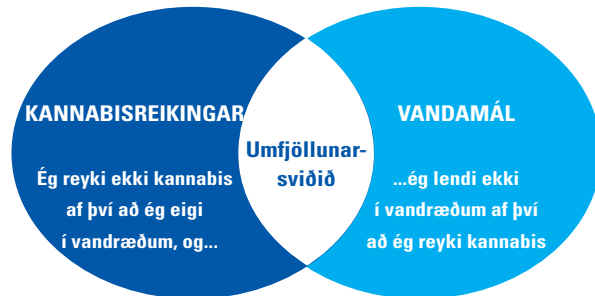 KANNABISREIKINGAR
Ég reyki ekki kannabis
af því að ég eigi
í vandræðum, og...
Umfjöllunar-
sviðið
VANDAMÁL
...ég lendi ekki
í vandræðum af því
að ég reyki kannabis